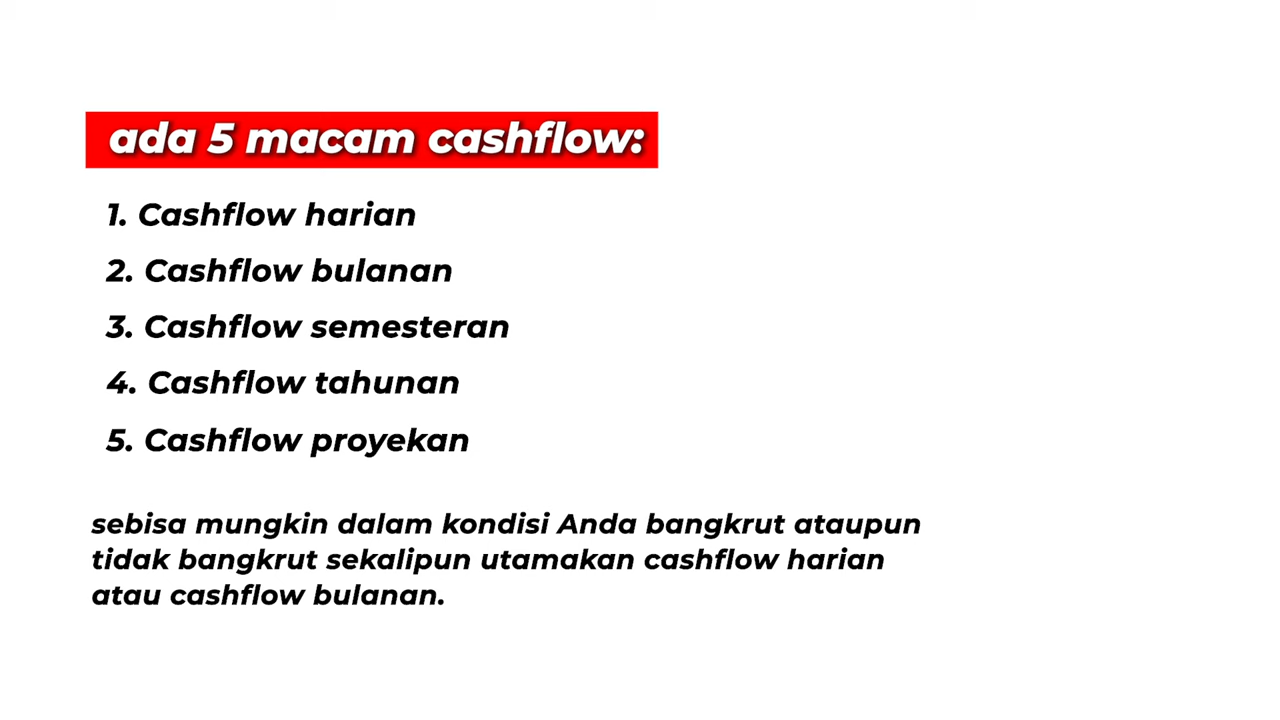 ada 5 macam cashflow:
1. Cashflow harian
2. Cashflow bulanan
3. Cashflow semesteran
4. Cashflow tahunan
5. Cashflow proyekan
sebisa mungkin dalam kondisi Anda bangkrut ataupun
tidak bangkrut sekalipun utamakan cashflow harian
atau cashflow bulanan.